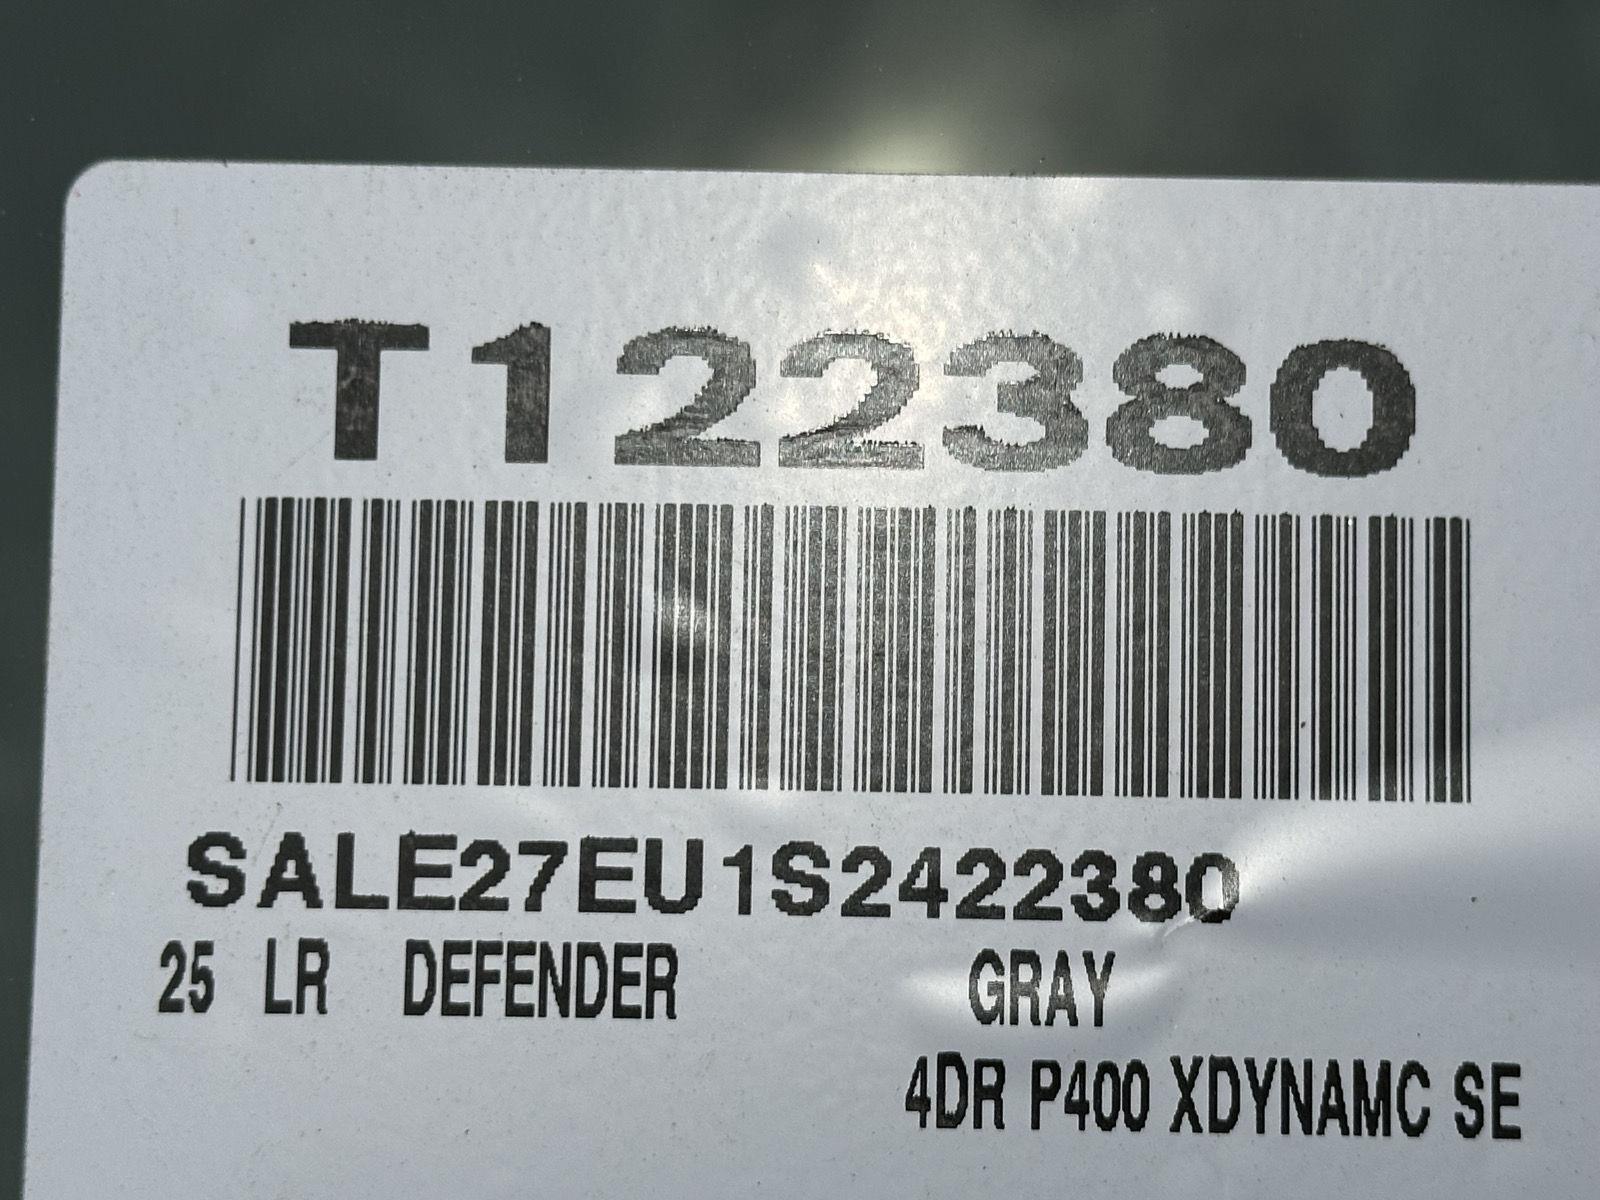 T122380
SALE27EU1S2422380
25 LR DEFENDER GRAY
4DR P400 XDYNAMC SE